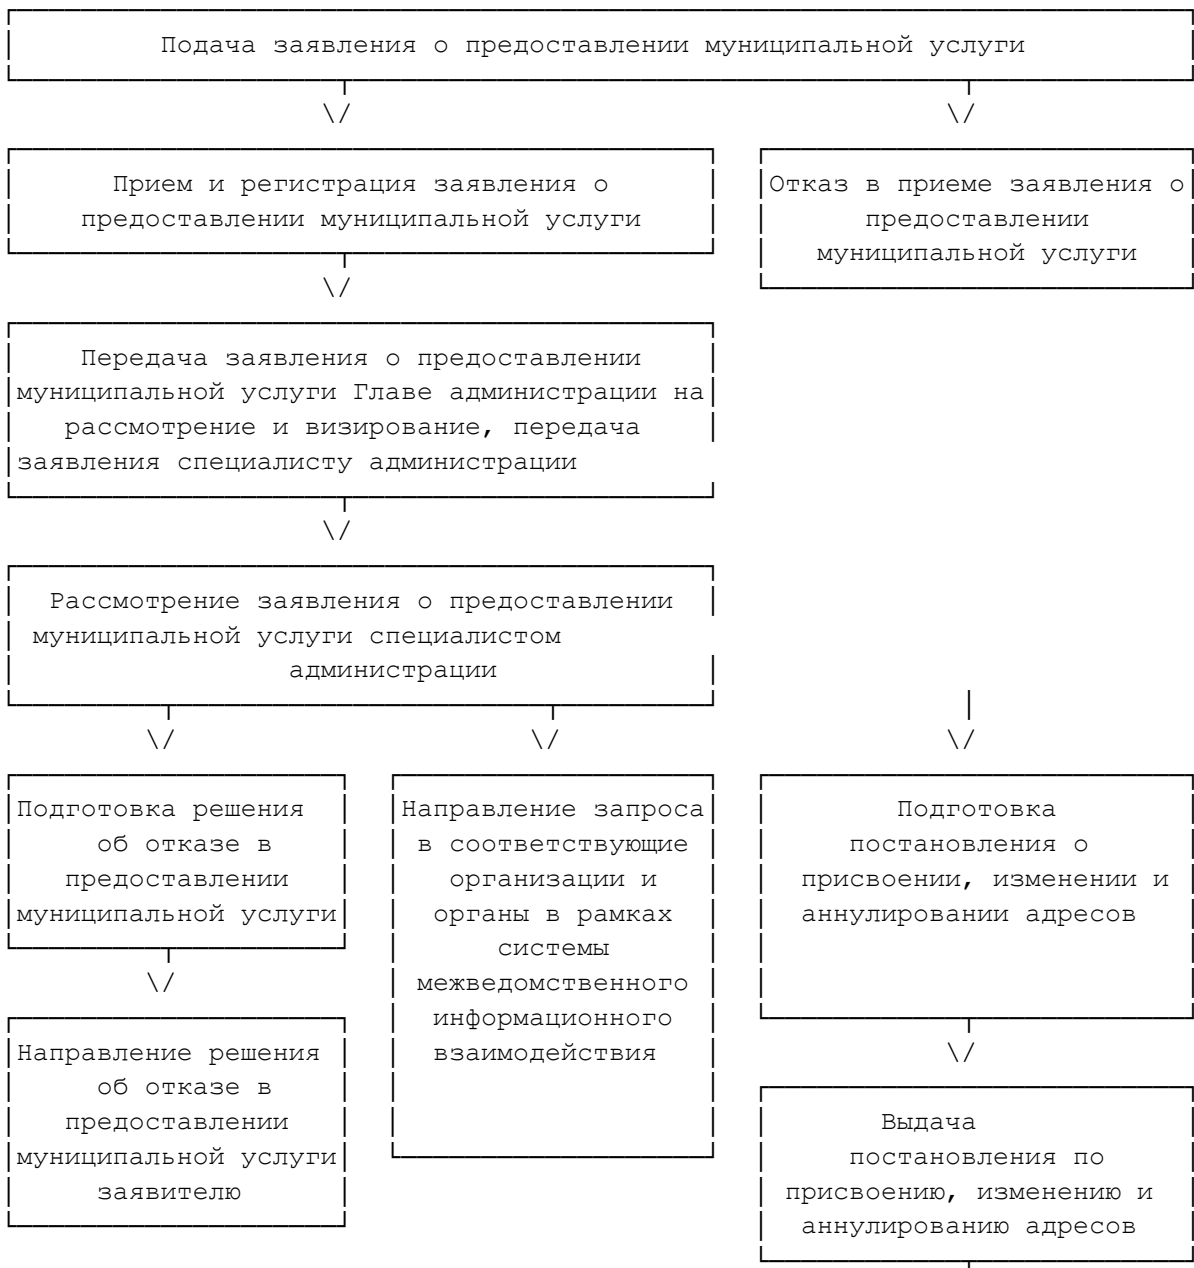 Подача заявления о предоставлении муниципальной услуги
Прием и регистрация заявления о
предоставлении муниципальной услуги
Отказ в приеме заявления о
предоставлении
муниципальной услуги
Передача заявления о предоставлении
муниципальной услуги Главе администрации на
рассмотрение и визирование, передача
заявления специалисту администрации
Рассмотрение заявления о предоставлении
муниципальной услуги специалистом
администрации
Подготовка решения
об отказе в
предоставлении
муниципальной услуги
Направление решения
об отказе в
предоставлении
муниципальной услуги
заявителю
Направление запроса
в соответствующие
организации и
органы в рамках
системы
межведомственного
информационного
взаимодействия
Подготовка
постановления о
присвоении, изменении и
аннулировании адресов
Выдача
постановления по
присвоению, изменению и
аннулированию адресов